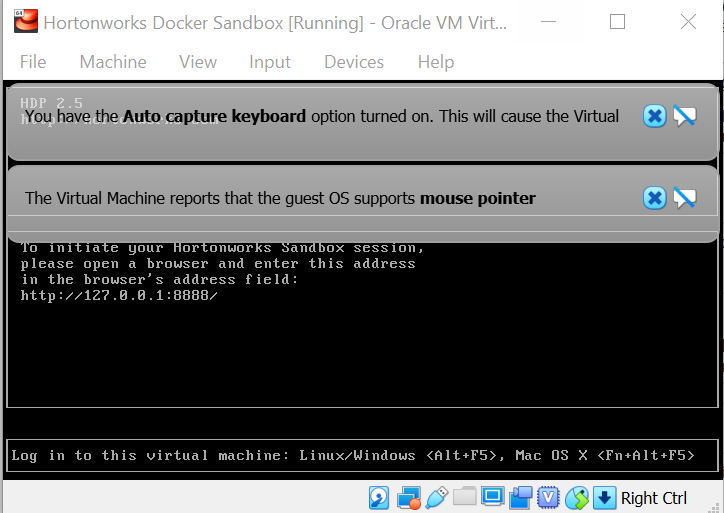 Hortonworks Docker Sandbox [Running] - Oracle VM Virt...
File Machine View Input Devices Help
HDP 2.5
You have the Auto capture keyboard option turned on. This will cause the Virtual
The Virtual Machine reports that the guest OS supports mouse pointer
To initiate your Hortonworks Sandbox session,
please open a browser and enter this address
in the browser's address field:
http://127.0.0.1:8888/
Log in to this virtual machine: Linux/Windows <Alt+F5>, Mac OS X <Fn+Alt+F5>
Right Ctrl